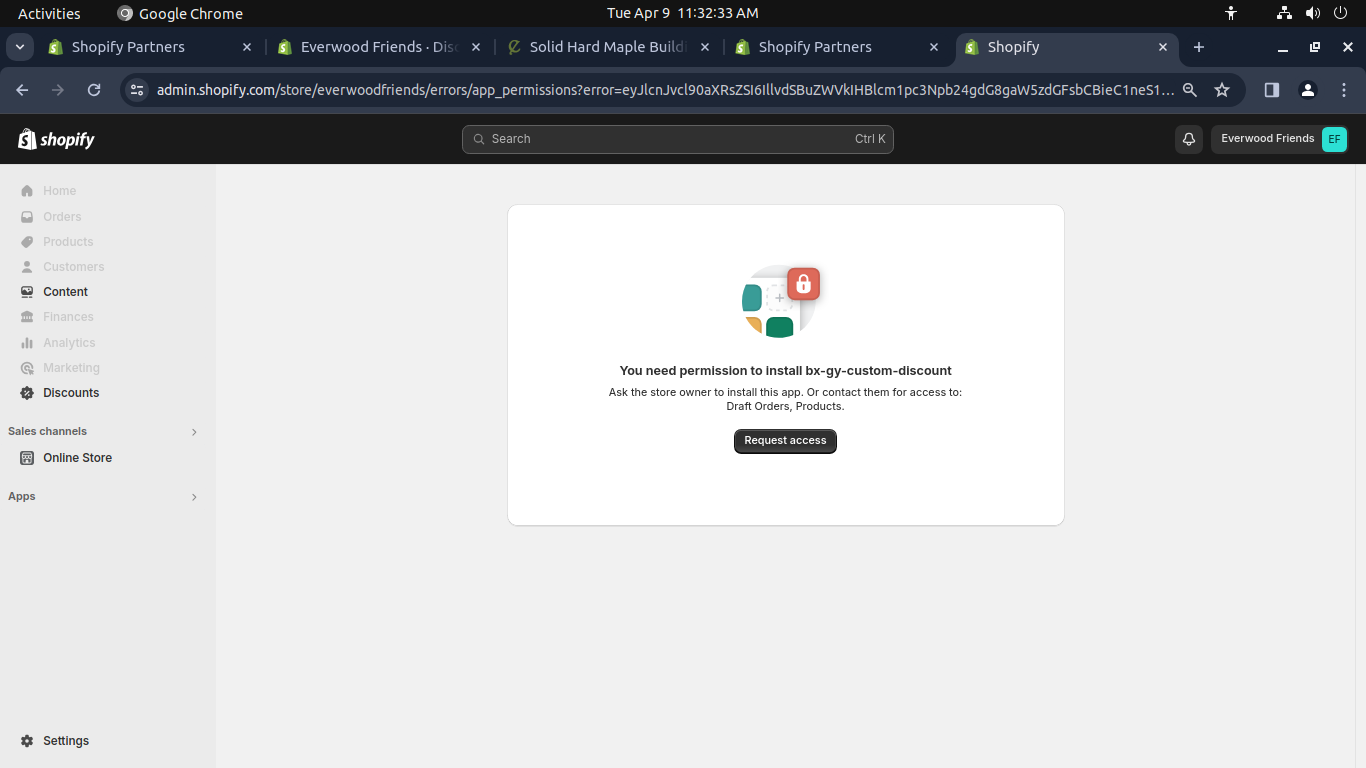 Activities
Google Chrome
Tue Apr 9 11:32:33 AM
Shopify Partners
Everwood Friends · Dis
Solid Hard Maple Buildi
Shopify Partners
Shopify
admin.shopify.com/store/everwoodfriends/errors/app_permissions?error=eyJlcnJvcl90aXRsZSI6IllvdSBuZWVkIHBlcm1pc3Npb24gdG8gaW5zdGFsbCBieC1neS1...
shopify
Search
Ctrl K
Everwood Friends
EF
Home
Orders
Products
Customers
Content
Finances
Analytics
Marketing
Discounts
Sales channels
Online Store
Apps
Settings
You need permission to install bx-gy-custom-discount
Ask the store owner to install this app. Or contact them for access to:
Draft Orders, Products.
Request access